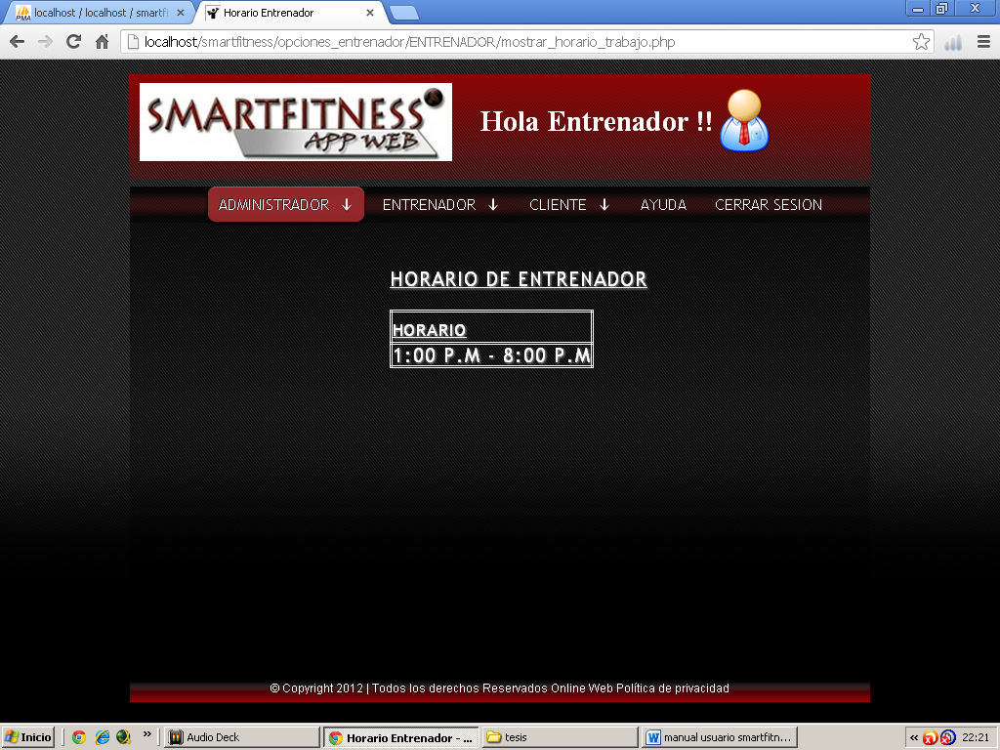 localhost / localhost / smartfi
Horario Entrenador
localhost/smartfitness/opciones_entrenador/ENTRENADOR/mostrar_horario_trabajo.php
SMARTFITNESS
APP WEB
Hola Entrenador !!
ADMINISTRADOR ↓ ENTRENADOR ↓ CLIENTE ↓ AYUDA CERRAR SESION
HORARIO DE ENTRENADOR
HORARIO
1:00 P.M - 8:00 P.M
© Copyright 2012 | Todos los derechos Reservados Online Web Política de privacidad
Inicio » Audio Deck Horario Entrenador - ... tesis manual usuario smartfitn... « 22:21